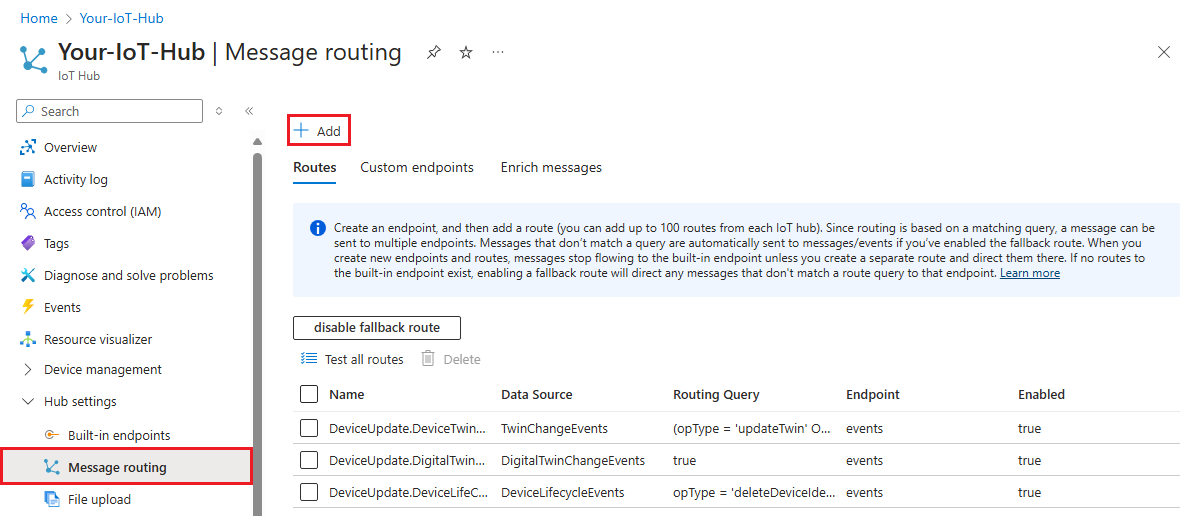 Home > Your-IoT-Hub
Your-IoT-Hub | Message routing
IoT Hub
Search
Overview
Activity log
Access control (IAM)
Tags
Diagnose and solve problems
Events
Resource visualizer
Device management
Hub settings
Built-in endpoints
Message routing
File upload
Add
Routes Custom endpoints Enrich messages
Create an endpoint, and then add a route (you can add up to 100 routes from each IoT hub). Since routing is based on a matching query, a message can be
sent to multiple endpoints. Messages that don't match a query are automatically sent to messages/events if you've enabled the fallback route. When you
create new endpoints and routes, messages stop flowing to the built-in endpoint unless you create a separate route and direct them there. If no routes to
the built-in endpoint exist, enabling a fallback route will direct any messages that don't match a route query to that endpoint. Learn more
disable fallback route
Test all routes Delete
Name Data Source Routing Query Endpoint Enabled
DeviceUpdate.DeviceTwin... TwinChangeEvents (opType = 'updateTwin' O... events true
DeviceUpdate.DigitalTwin... DigitalTwinChangeEvents true events true
DeviceUpdate.DeviceLifeC... DeviceLifecycleEvents opType = 'deleteDeviceIde... events true